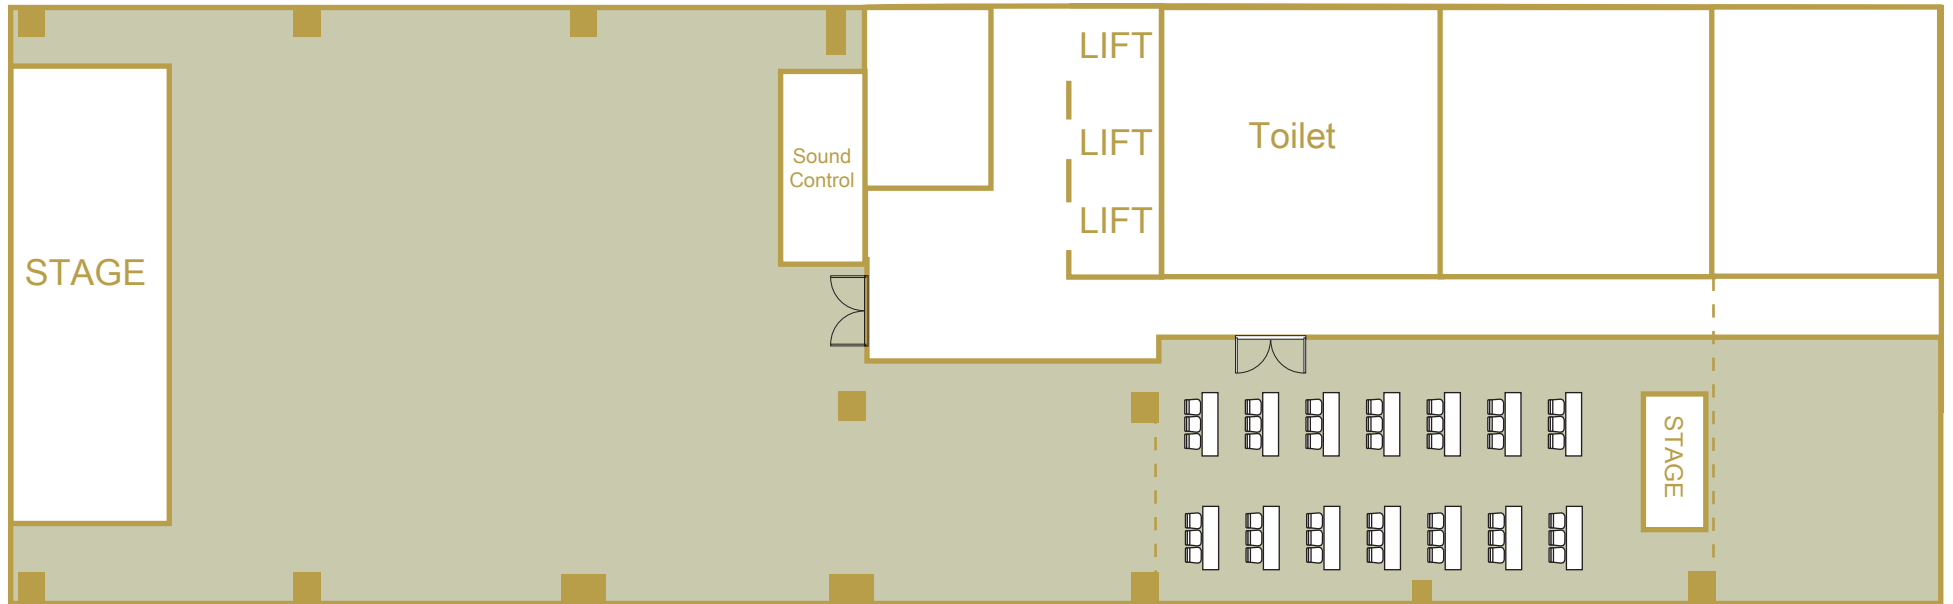 LIFT
LIFT
LIFT
Toilet
Sound
Control
STAGE
STAGE